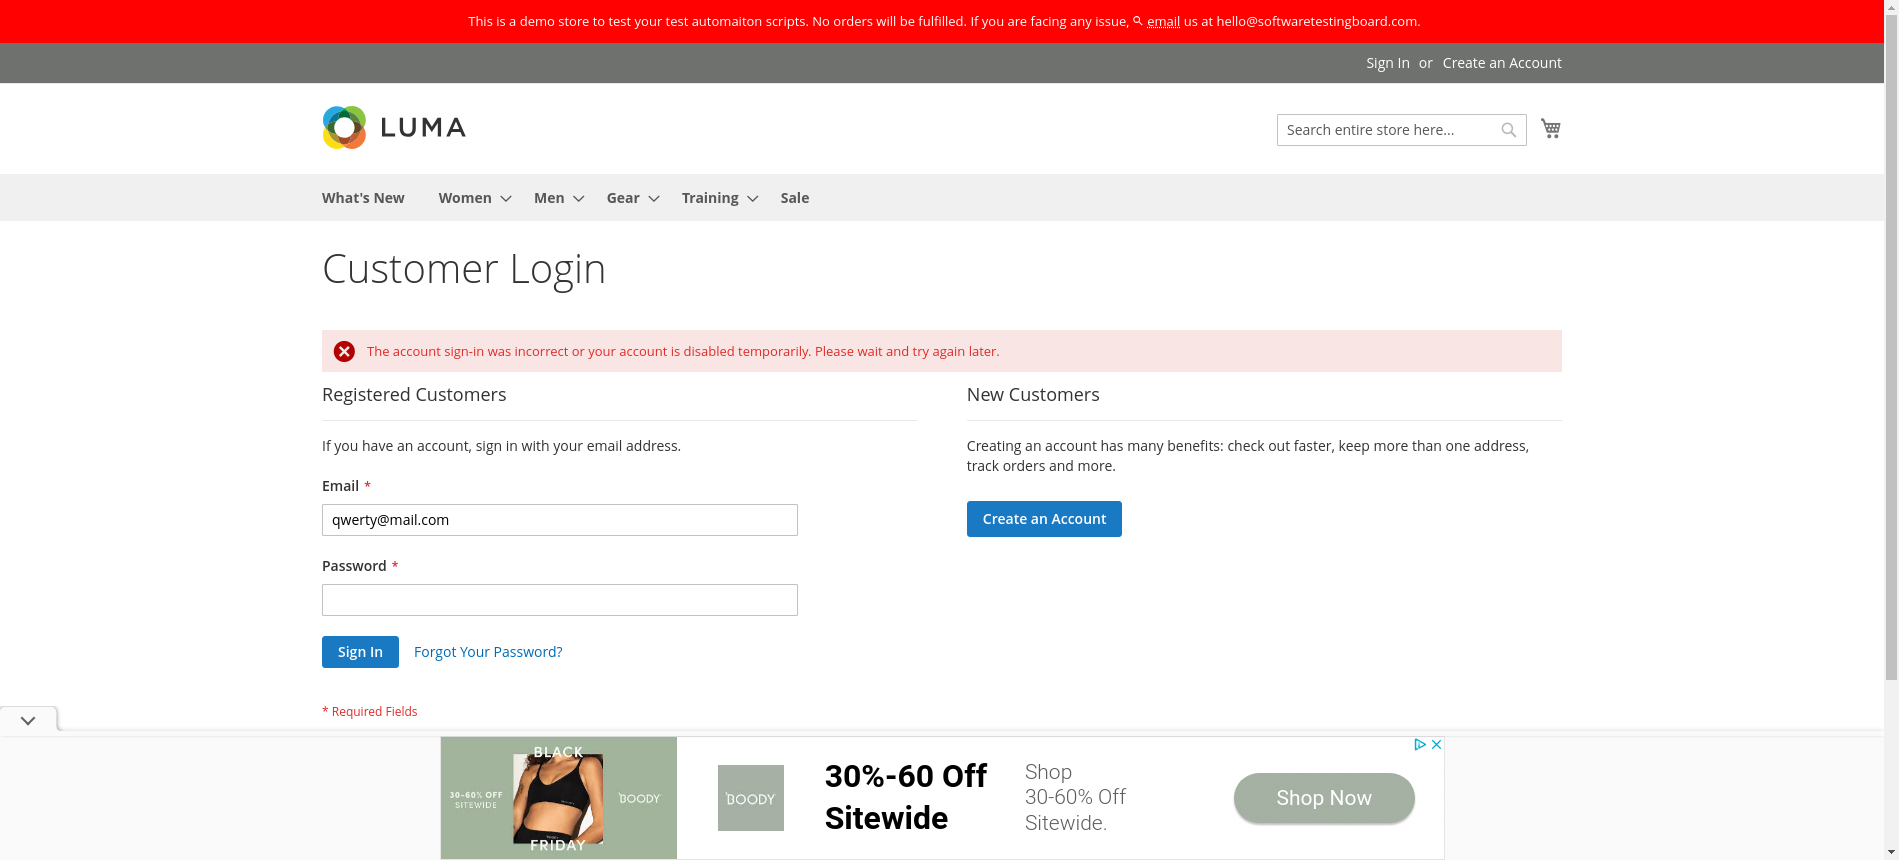 This is a demo store to test your test automaiton scripts. No orders will be fulfilled. If you are facing any issue, email us at hello@softwaretestingboard.com.
Sign In or Create an Account
LUMA
Search entire store here...
What's New Women Men Gear Training Sale
Customer Login
The account sign-in was incorrect or your account is disabled temporarily. Please wait and try again later.
Registered Customers
If you have an account, sign in with your email address.
Email *
qwerty@mail.com
Password *
Sign In Forgot Your Password?
* Required Fields
New Customers
Creating an account has many benefits: check out faster, keep more than one address,
track orders and more.
Create an Account
BLACK
30-60% OFF
SITEWIDE
BOODY
FRIDAY
BOODY
30%-60 Off
Sitewide
Shop
30-60% Off
Sitewide.
Shop Now